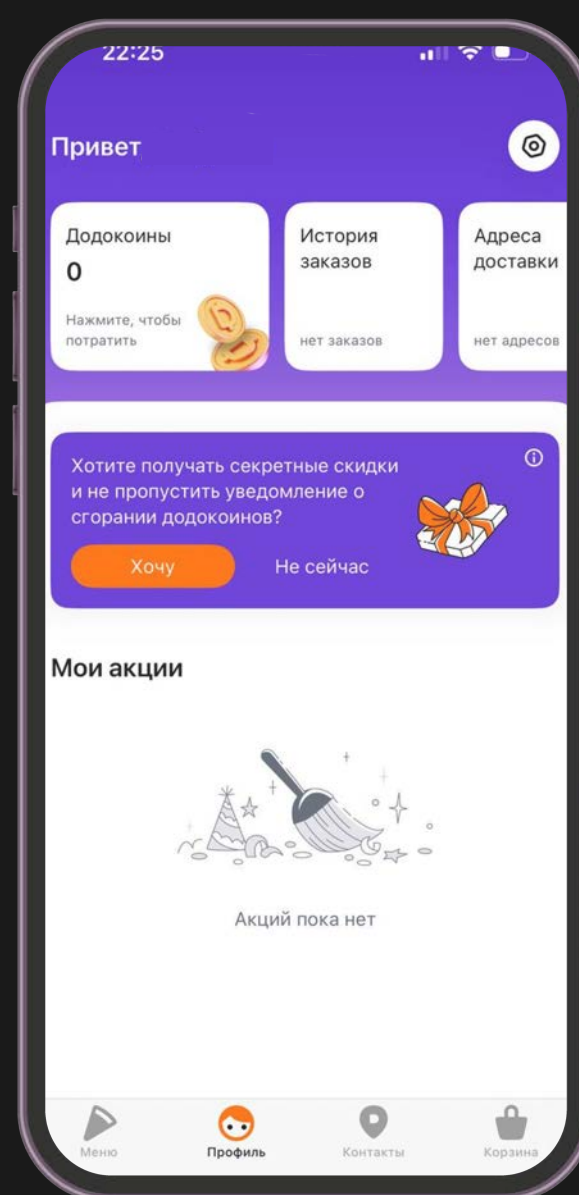 22:25
Привет
Додокоины
0
Нажмите, чтобы
потратить
История
заказов
нет заказов
Адреса
доставки
нет адресов
Хотите получать секретные скидки
и не пропустить уведомление о
сгорании додокоинов?
Хочу
Не сейчас
Мои акции
Акций пока нет
Меню
Профиль
Контакты
Корзина